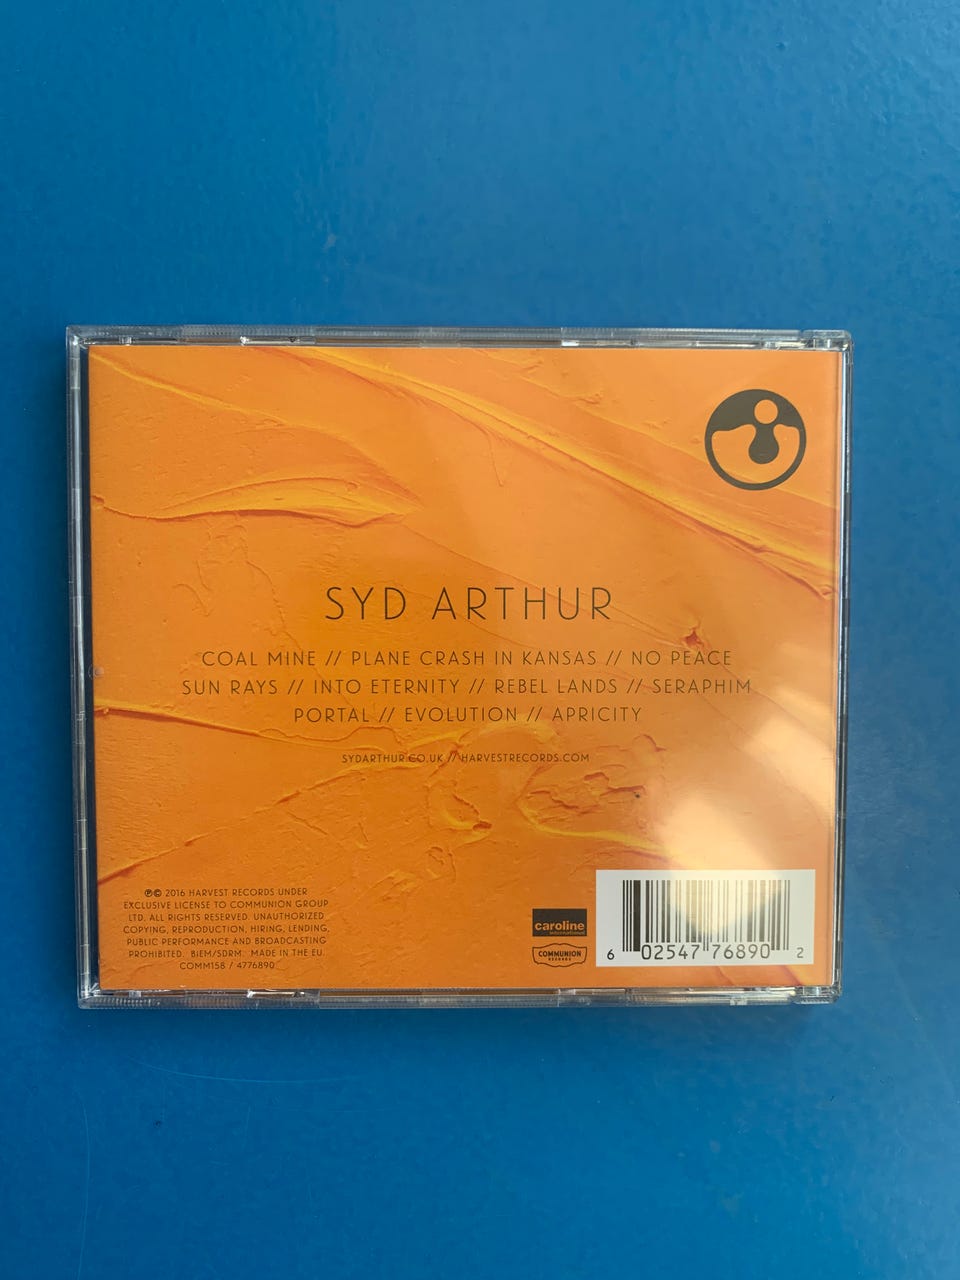 SYD ARTHUR
COAL MINE // PLANE CRASH IN KANSAS // NO PEACE
SUN RAYS // INTO ETERNITY // REBEL LANDS // SERAPHIM
PORTAL // EVOLUTION // APRICITY
SYDARTHUR.CO.UK // HARVESTRECORDS.COM
℗© 2016 HARVEST RECORDS UNDER
EXCLUSIVE LICENSE TO COMMUNION GROUP
LTD. ALL RIGHTS RESERVED. UNAUTHORIZED
COPYING, REPRODUCTION, HIRING, LENDING,
PUBLIC PERFORMANCE AND BROADCASTING
PROHIBITED. BIEM/SDRM. MADE IN THE EU.
COMM158 / 4776890
caroline
international
COMMUNION
RECORDS
6 02547 76890 2